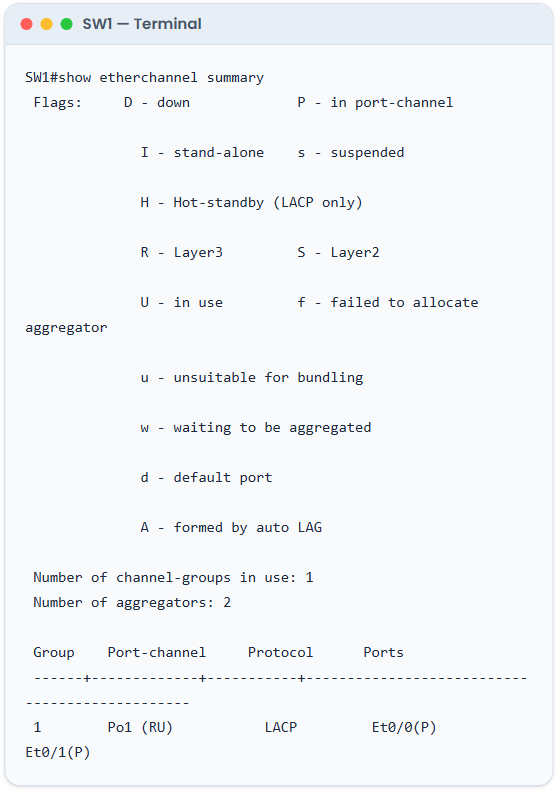 SW1 — Terminal
SW1#show etherchannel summary
Flags:     D - down             P - in port-channel
I - stand-alone    s - suspended
H - Hot-standby (LACP only)
R - Layer3         S - Layer2
U - in use         f - failed to allocate
aggregator
u - unsuitable for bundling
w - waiting to be aggregated
d - default port
A - formed by auto LAG
Number of channel-groups in use: 1
Number of aggregators: 2
Group    Port-channel     Protocol      Ports
------+-------------+-----------+---------------------------
--------------------
1        Po1 (RU)           LACP         Et0/0(P)
Et0/1(P)